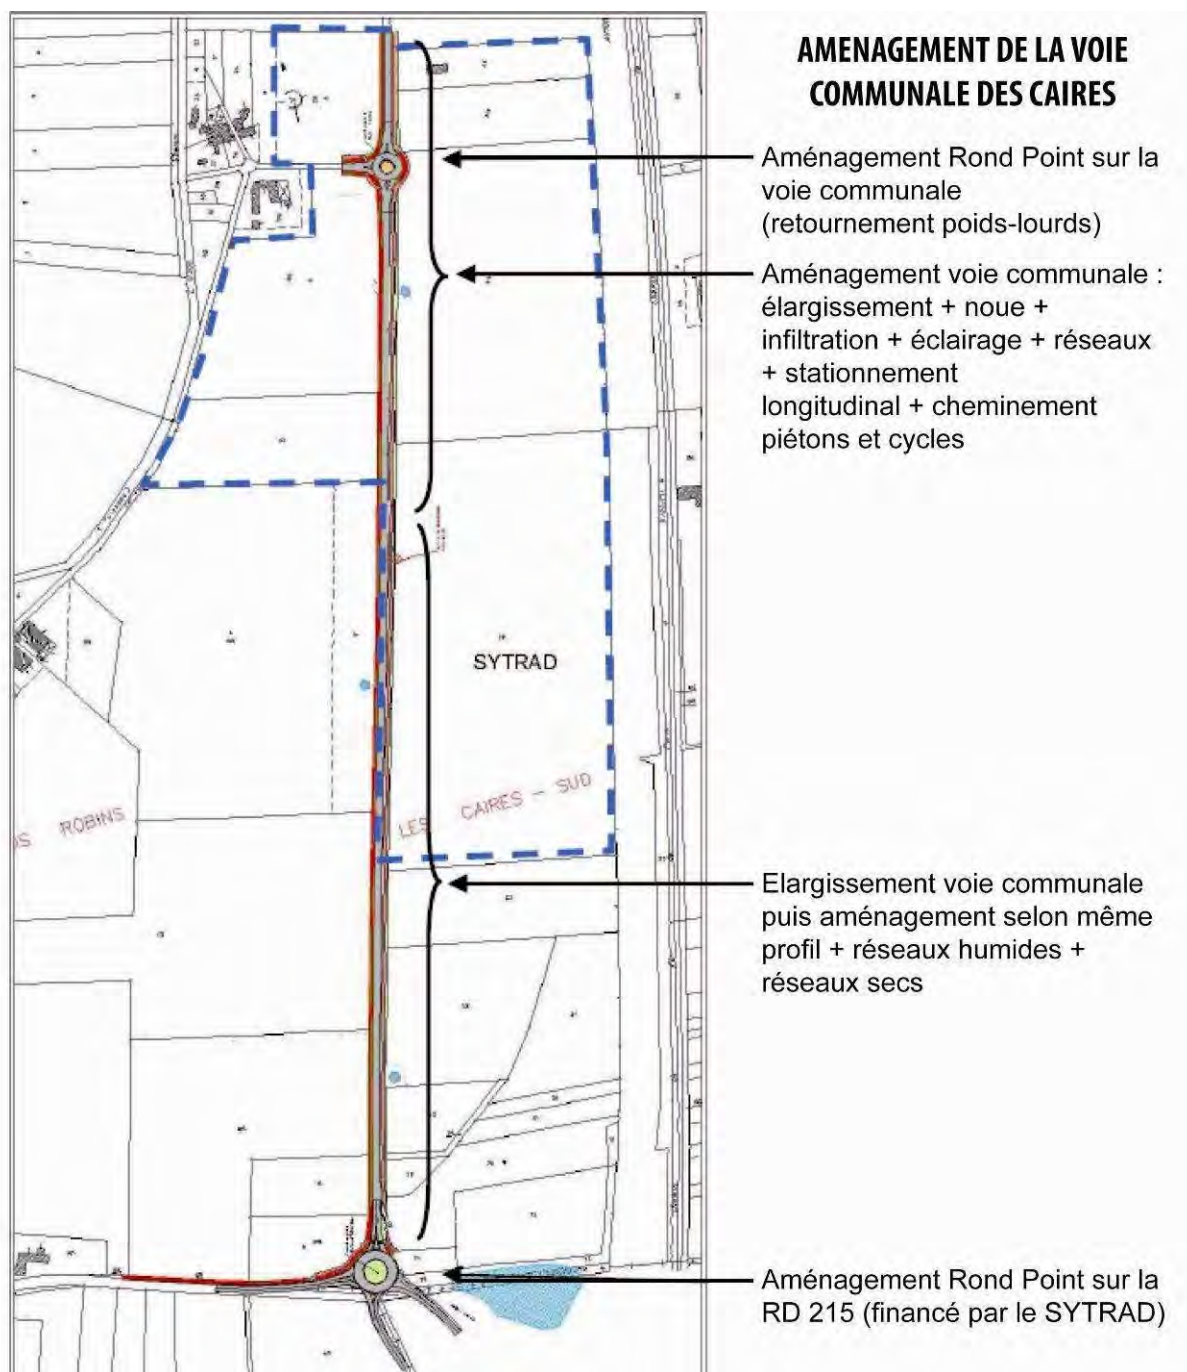 AMENAGEMENT DE LA VOIE
COMMUNALE DES CAIRES
Aménagement Rond Point sur la
voie communale
(retournement poids-lourds)
Aménagement voie communale :
élargissement + noue +
infiltration + éclairage + réseaux
+ stationnement
longitudinal + cheminement
piétons et cycles
SYTRAD
LES CAIRES - SUD
ROBINS
Elargissement voie communale
puis aménagement selon même
profil + réseaux humides +
réseaux secs
Aménagement Rond Point sur la
RD 215 (financé par le SYTRAD)